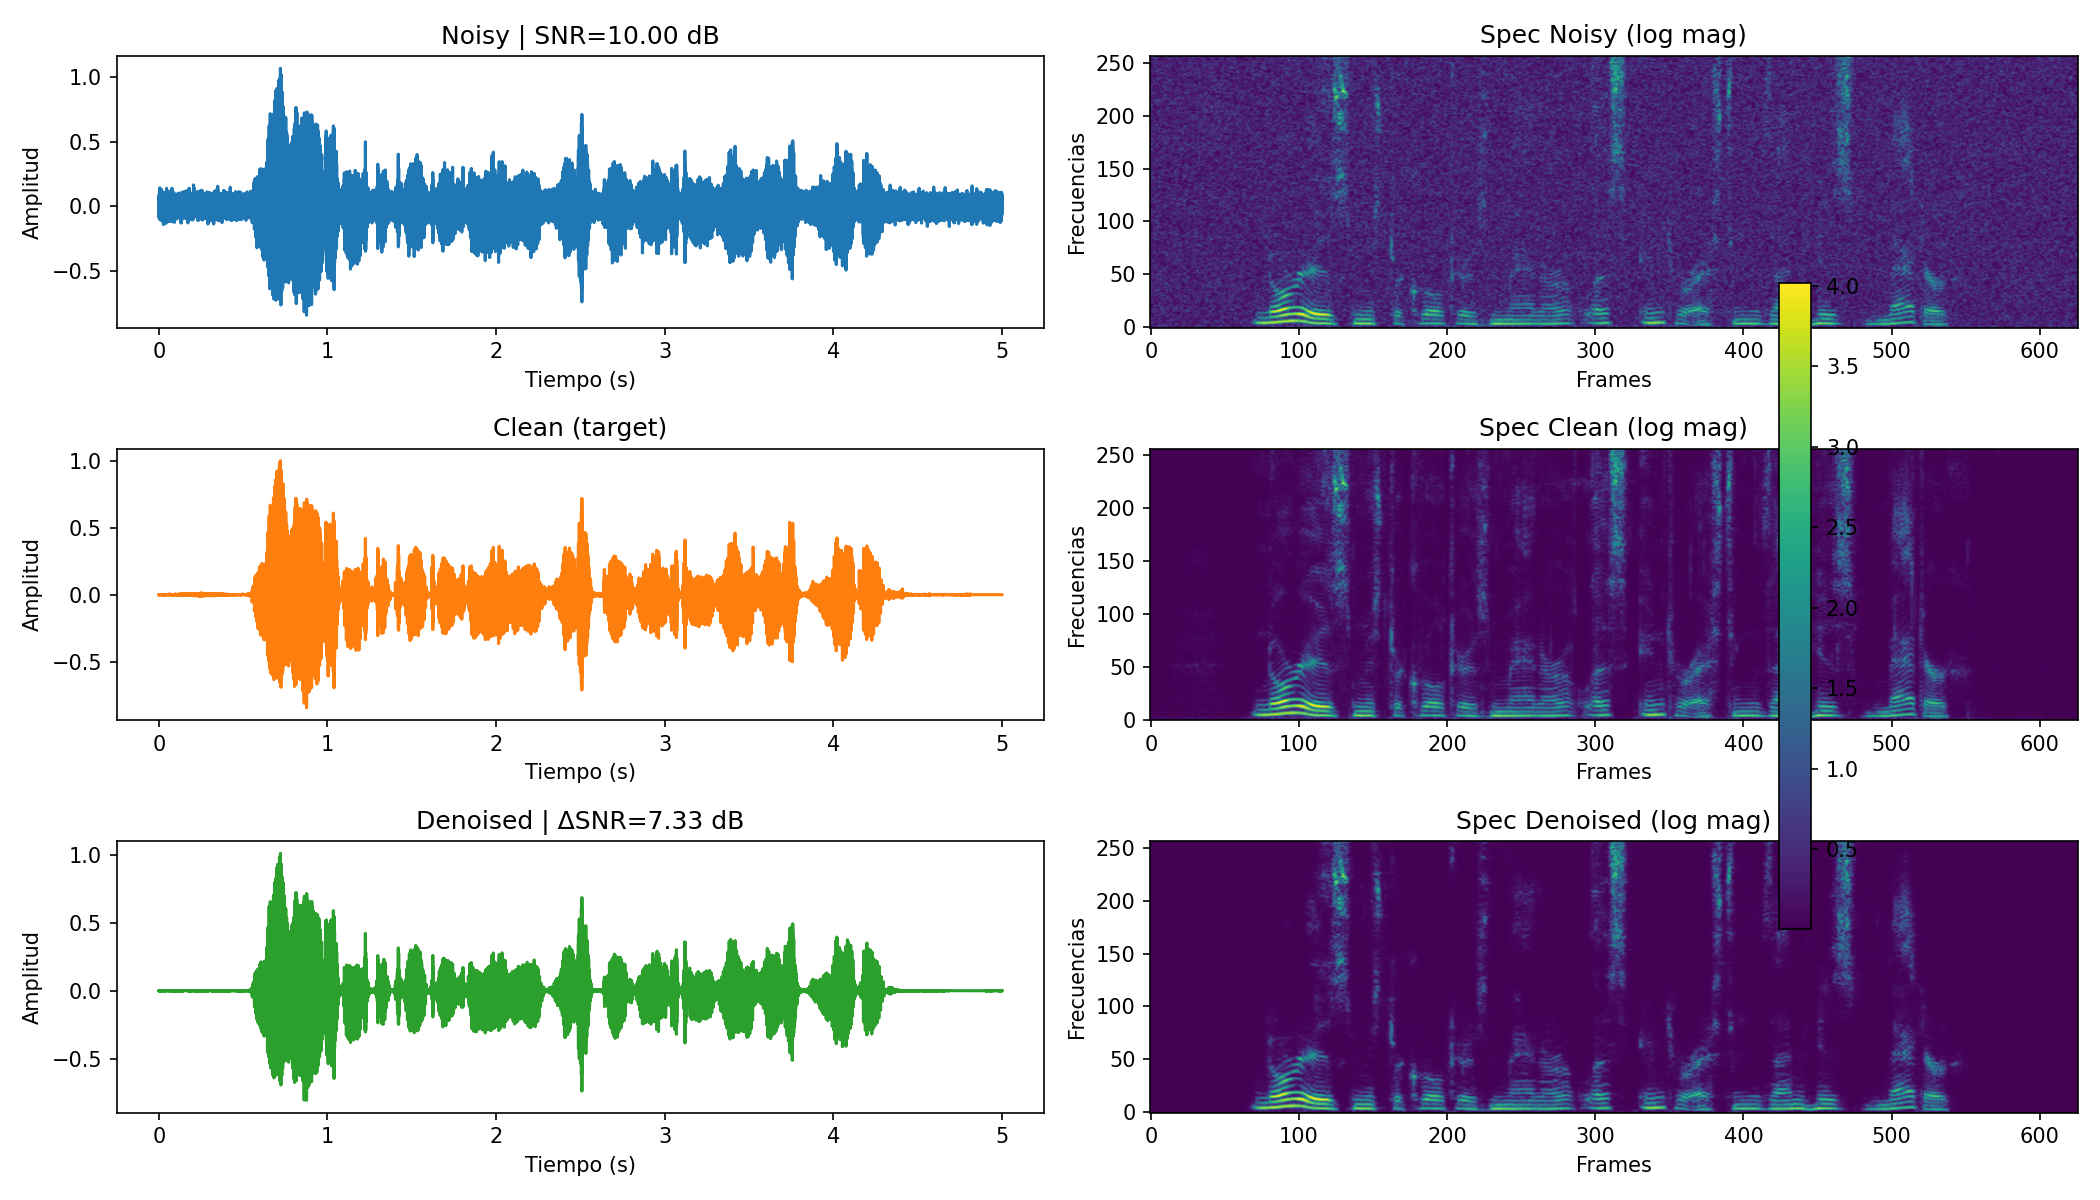 Noisy | SNR=10.00 dB
1.0
0.5
0.0
−0.5
Amplitud
0 1 2 3 4 5
Tiempo (s)
Spec Noisy (log mag)
250
200
150
100
50
0
Frecuencias
0 100 200 300 400 500 600
Frames
Clean (target)
1.0
0.5
0.0
−0.5
Amplitud
0 1 2 3 4 5
Tiempo (s)
Spec Clean (log mag)
250
200
150
100
50
0
Frecuencias
0 100 200 300 400 500 600
Frames
Denoised | ΔSNR=7.33 dB
1.0
0.5
0.0
−0.5
Amplitud
0 1 2 3 4 5
Tiempo (s)
Spec Denoised (log mag)
250
200
150
100
50
0
Frecuencias
0 100 200 300 400 500 600
Frames
4.0
3.5
3.0
2.5
2.0
1.5
1.0
0.5